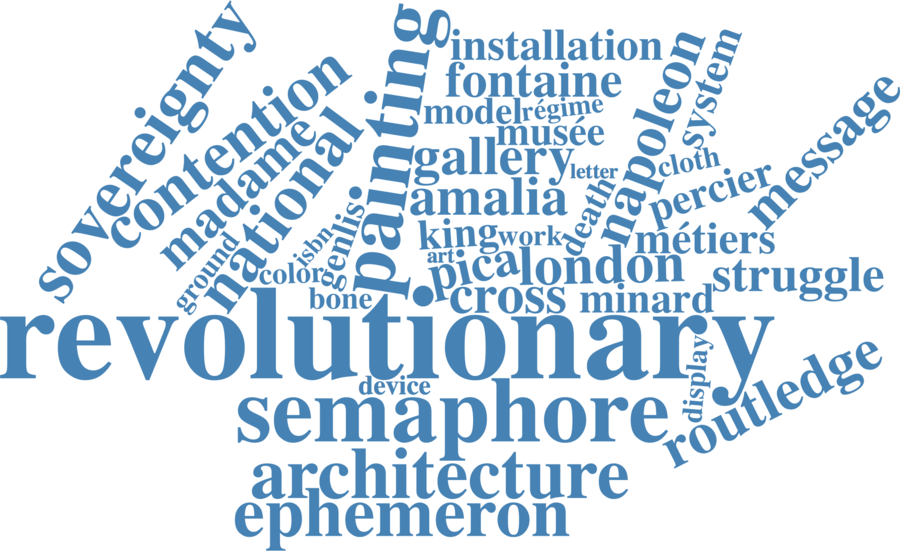 sovereignty
contention
madame
national
ground
isbn
genlis
color
bone
painting
installation
fontaine
model
régime
musée
gallery
letter
amalia
king
work
art
pica
london
cross
minard
death
napoleon
system
cloth
percier
message
métiers
struggle
revolutionary
device
semaphore
display
routledge
architecture
ephemeron